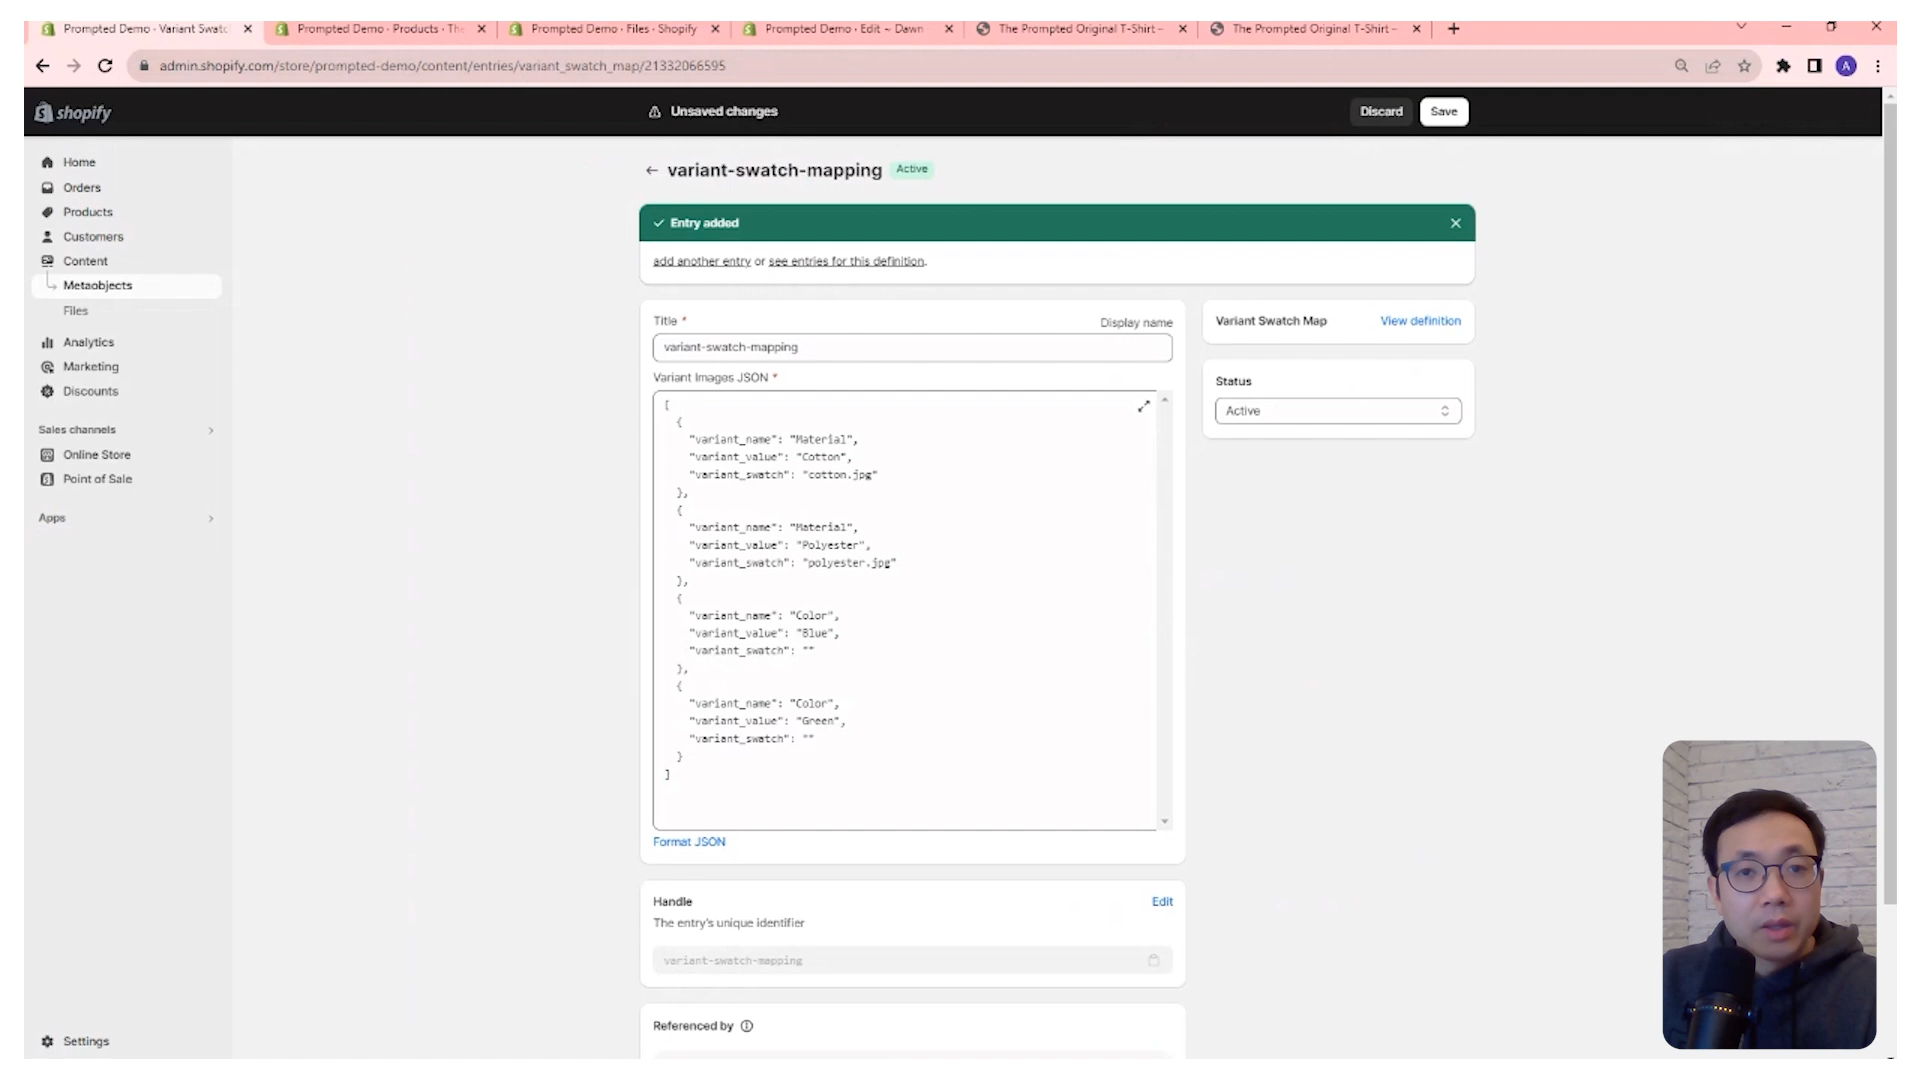 Prompted Demo · Variant Swatc
Prompted Demo · Products · The
Prompted Demo · Files · Shopify
Prompted Demo · Edit ~ Dawn
The Prompted Original T-Shirt –
The Prompted Original T-Shirt –
admin.shopify.com/store/prompted-demo/content/entries/variant_swatch_map/21332066595
A
shopify
Unsaved changes
Discard
Save
Home
Orders
Products
Customers
Content
Metaobjects
Files
Analytics
Marketing
Discounts
Sales channels
Online Store
Point of Sale
Apps
Settings
variant-swatch-mapping Active
Entry added
add another entry or see entries for this definition.
Title *
Display name
variant-swatch-mapping
Variant Images JSON *
[
{
"variant_name": "Material",
"variant_value": "Cotton",
"variant_swatch": "cotton.jpg"
},
{
"variant_name": "Material",
"variant_value": "Polyester",
"variant_swatch": "polyester.jpg"
},
{
"variant_name": "Color",
"variant_value": "Blue",
"variant_swatch": ""
},
{
"variant_name": "Color",
"variant_value": "Green",
"variant_swatch": ""
}
]
Format JSON
Handle
Edit
The entry's unique identifier
variant-swatch-mapping
Referenced by
Variant Swatch Map
View definition
Status
Active